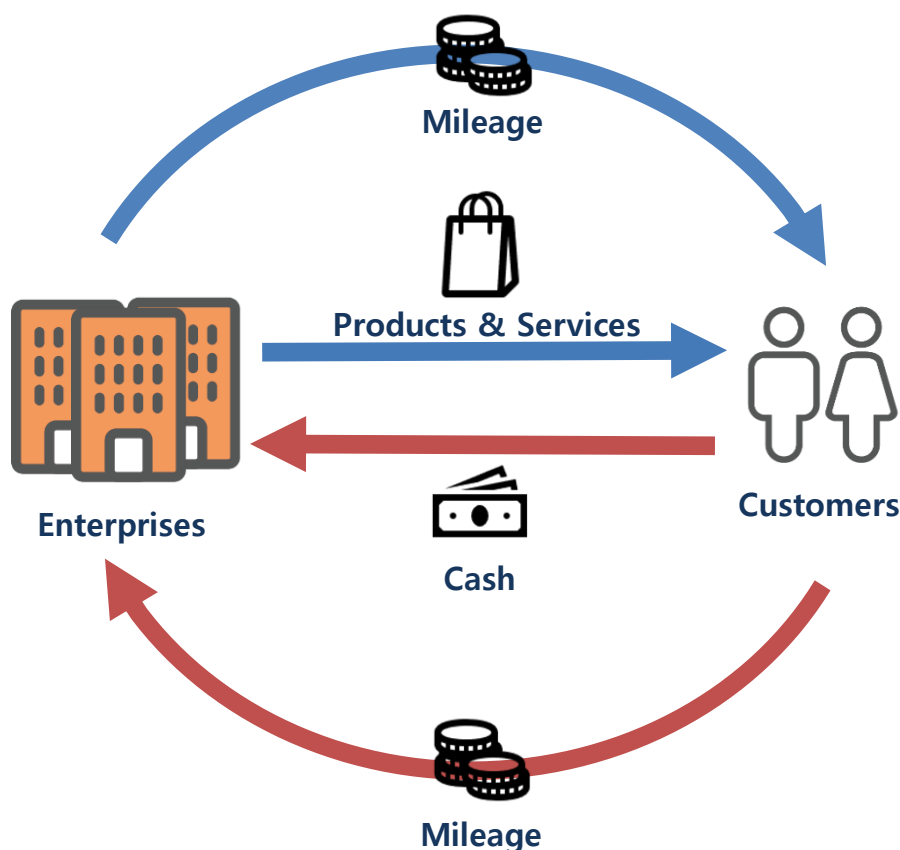 Mileage
Products & Services
Enterprises
Customers
Cash
Mileage